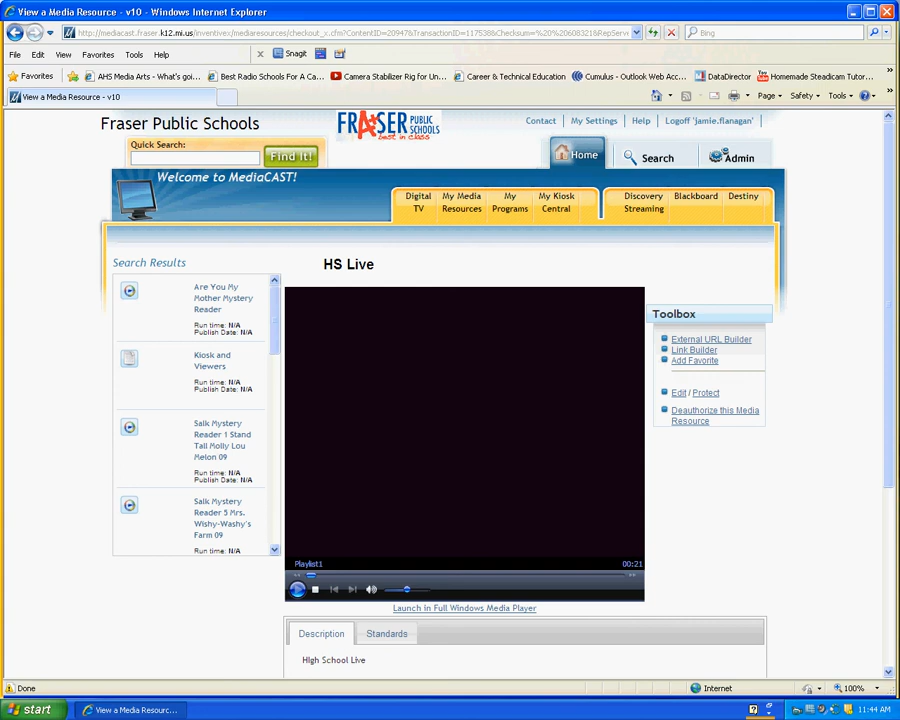 View a Media Resource - v10 - Windows Internet Explorer
http://mediacast.fraser.k12.mi.us/inventivex/mediaresources/checkout_x.cfm?ContentID=20947&TransactionID=117538&Checksum=%20%20608321&RepServe
Bing
File Edit View Favorites Tools Help
Snagit
Favorites
AHS Media Arts - What's goi...
Best Radio Schools For A Ca...
Camera Stabilizer Rig for Un...
Career & Technical Education
Cumulus - Outlook Web Acc...
DataDirector
Homemade Steadicam Tutor...
View a Media Resource - v10
Page Safety Tools
Fraser Public Schools
FRASER
PUBLIC
SCHOOLS
best in class
Contact | My Settings | Help | Logoff 'jamie.flanagan'
Quick Search:
Find It!
Home
Search
Admin
Welcome to MediaCAST!
Digital TV
My Media Resources
My Programs
My Kiosk Central
Discovery Streaming
Blackboard
Destiny
Search Results
Are You My
Mother Mystery
Reader
Run time: N/A
Publish Date: N/A
Kiosk and
Viewers
Run time: N/A
Publish Date: N/A
Salk Mystery
Reader 1 Stand
Tall Molly Lou
Melon 09
Run time: N/A
Publish Date: N/A
Salk Mystery
Reader 5 Mrs.
Wishy-Washy's
Farm 09
Run time: N/A
HS Live
Playlist1
00:21
Launch in Full Windows Media Player
Description
Standards
High School Live
Toolbox
External URL Builder
Link Builder
Add Favorite
Edit / Protect
Deauthorize this Media
Resource
Done
Internet
100%
start
View a Media Resourc...
11:44 AM